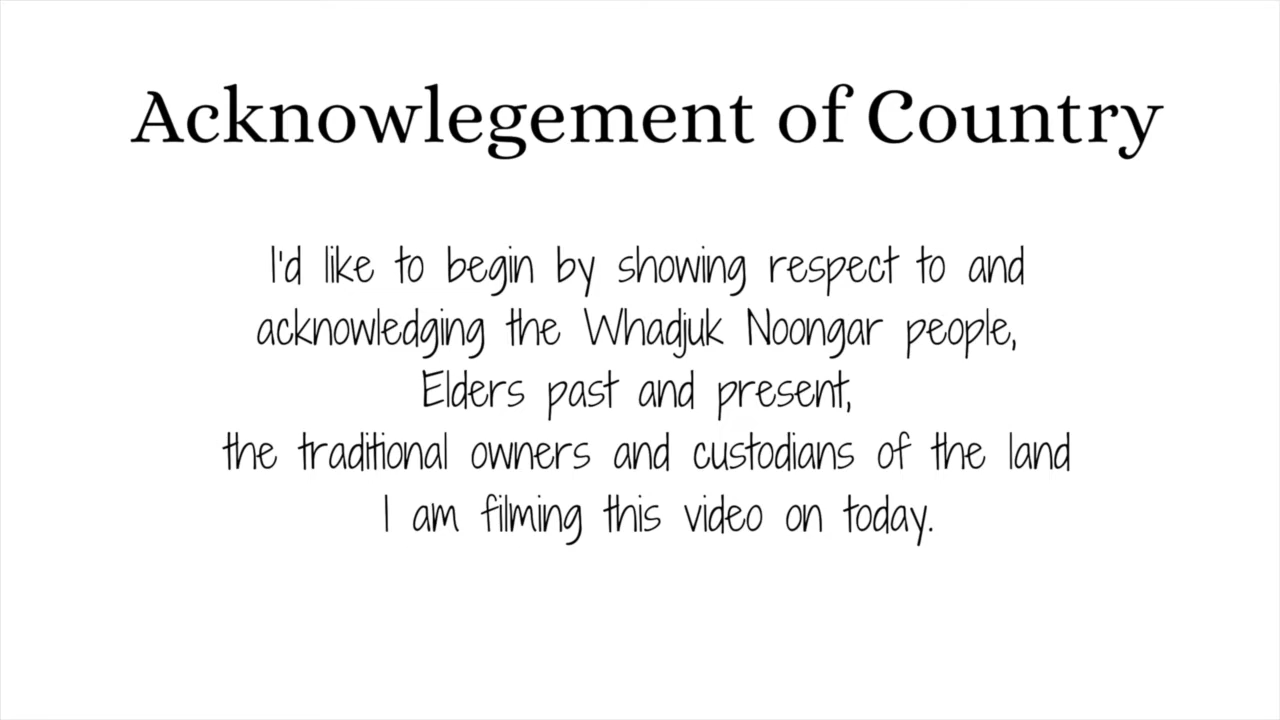 Acknowlegement of Country
I'd like to begin by showing respect to and
acknowledging the Whadjuk Noongar people,
Elders past and present,
the traditional owners and custodians of the land
I am filming this video on today.